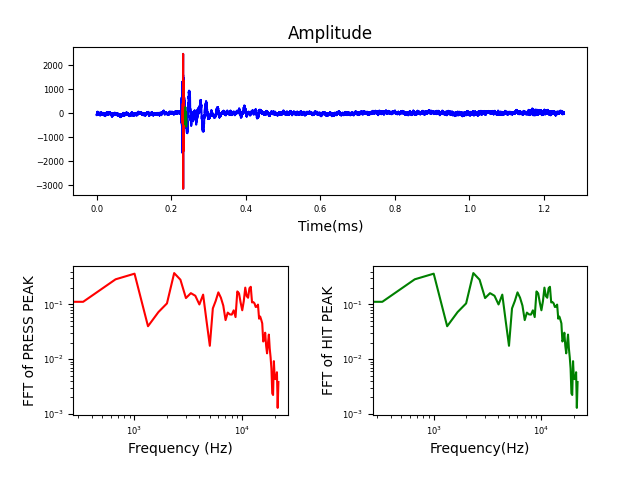 Amplitude
2000
1000
0
−1000
−2000
−3000
0.0 0.2 0.4 0.6 0.8 1.0 1.2
Time(ms)
FFT of PRESS PEAK
10⁻¹
10⁻²
10⁻³
10³ 10⁴
Frequency (Hz)
FFT of HIT PEAK
10⁻¹
10⁻²
10⁻³
10³ 10⁴
Frequency(Hz)